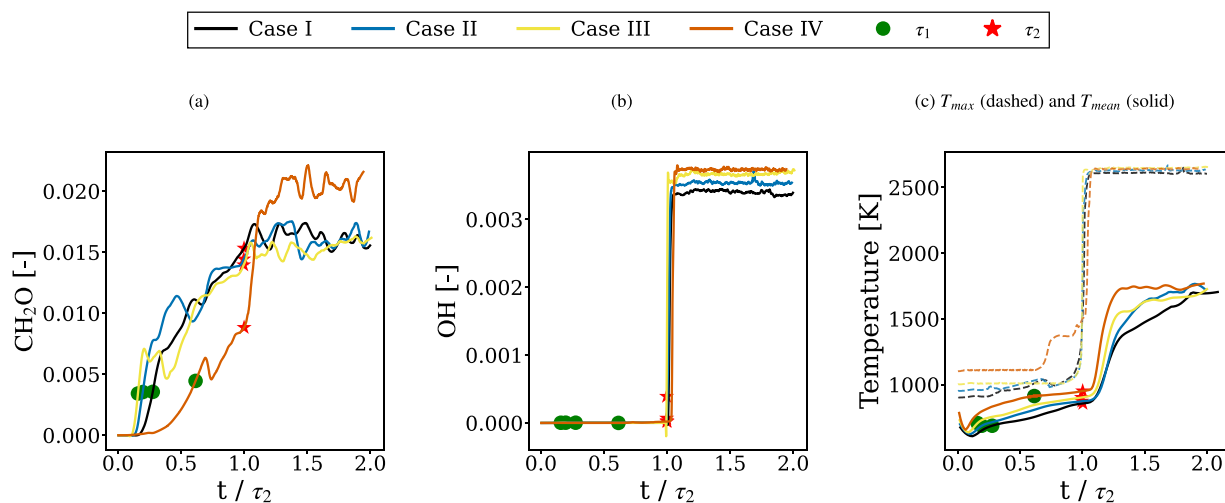 Case I Case II Case III Case IV τ1 τ2
(a) (b) (c) Tmax (dashed) and Tmean (solid)
CH2O [-]
0.020
0.015
0.010
0.005
0.000
0.0 0.5 1.0 1.5 2.0
t / τ2
OH [-]
0.003
0.002
0.001
0.000
0.0 0.5 1.0 1.5 2.0
t / τ2
Temperature [K]
2500
2000
1500
1000
0.0 0.5 1.0 1.5 2.0
t / τ2